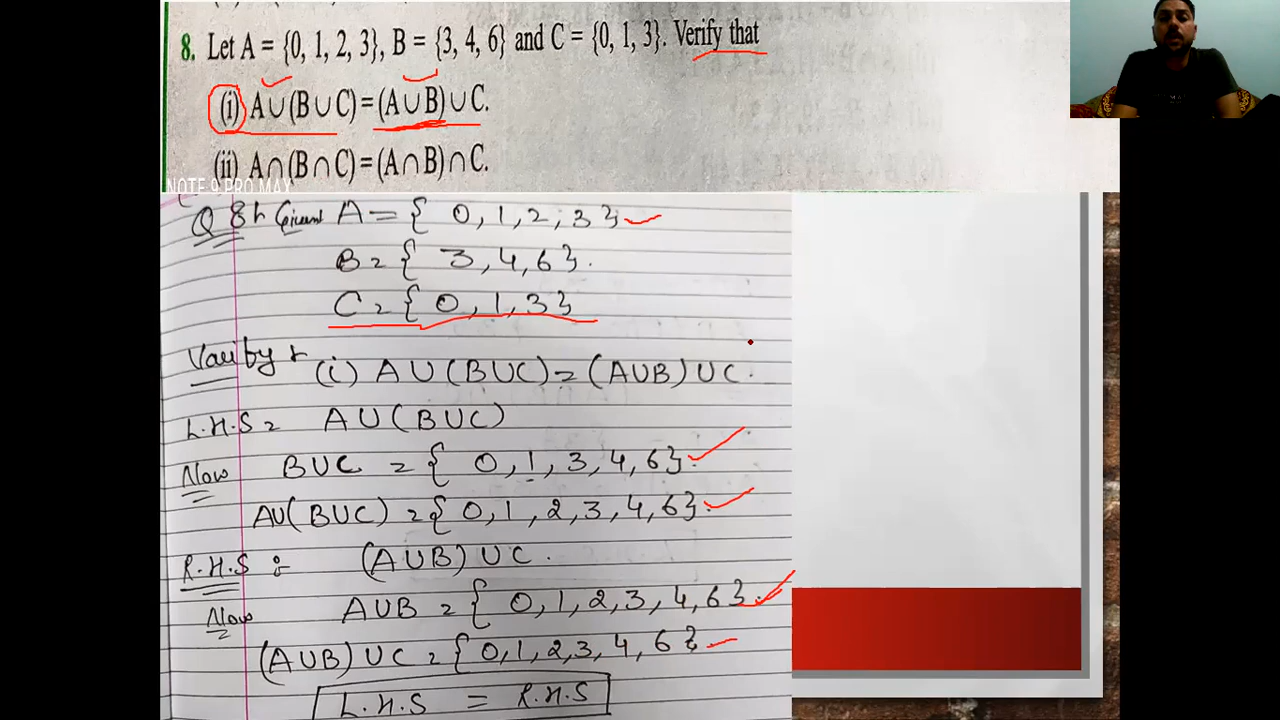 8. Let A = {0, 1, 2, 3}, B = {3, 4, 6} and C = {0, 1, 3}. Verify that
(i) A∪(B∪C)=(A∪B)∪C.
(ii) A∩(B∩C)=(A∩B)∩C.
NOTE 9 PRO MAX
Q 8 Given A = { 0, 1, 2, 3 }
B = { 3, 4, 6 }.
C = { 0, 1, 3 }
(i) A∪(B∪C) = (A∪B)∪C.
L.H.S = A∪(B∪C)
Now B∪C = { 0, 1, 3, 4, 6 }.
A∪(B∪C) = { 0, 1, 2, 3, 4, 6 }.
R.H.S : (A∪B)∪C.
Now A∪B = { 0, 1, 2, 3, 4, 6 }.
(A∪B)∪C = { 0, 1, 2, 3, 4, 6 }
L.H.S = R.H.S